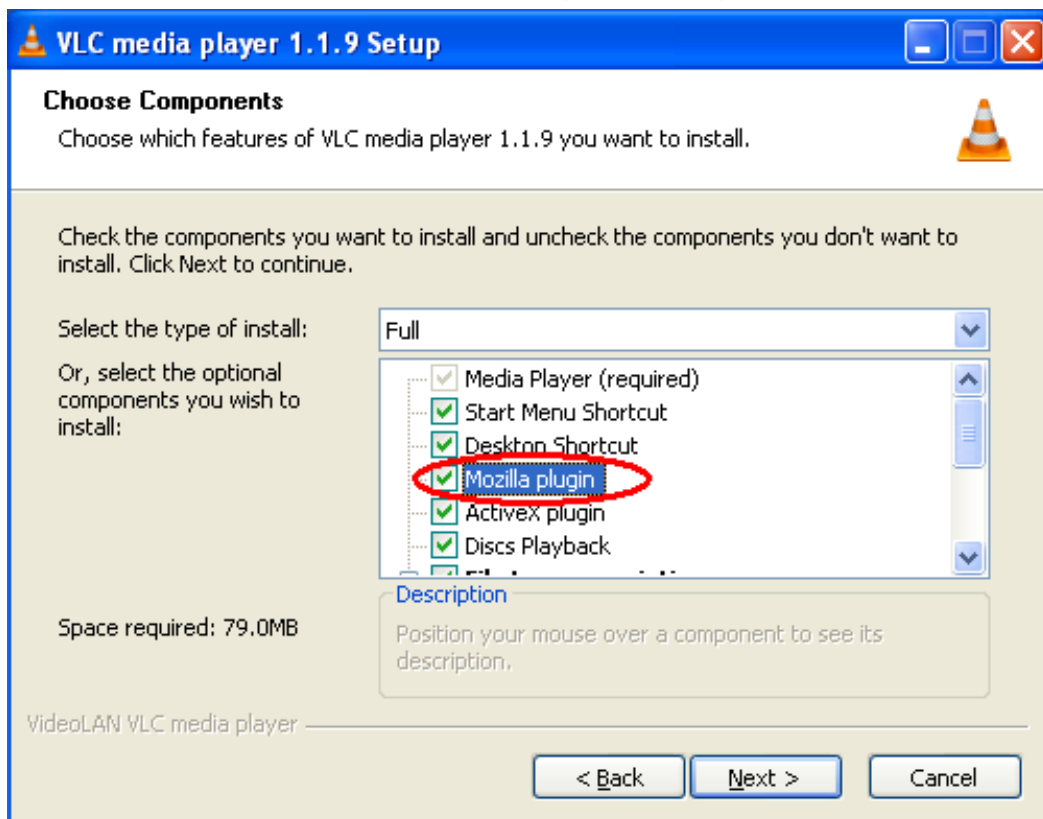 VLC media player 1.1.9 Setup
Choose Components
Choose which features of VLC media player 1.1.9 you want to install.
Check the components you want to install and uncheck the components you don't want to
install. Click Next to continue.
Select the type of install:
Full
Or, select the optional
components you wish to
install:
Media Player (required)
Start Menu Shortcut
Desktop Shortcut
Mozilla plugin
ActiveX plugin
Discs Playback
Space required: 79.0MB
Description
Position your mouse over a component to see its
description.
VideoLAN VLC media player
< Back
Next >
Cancel